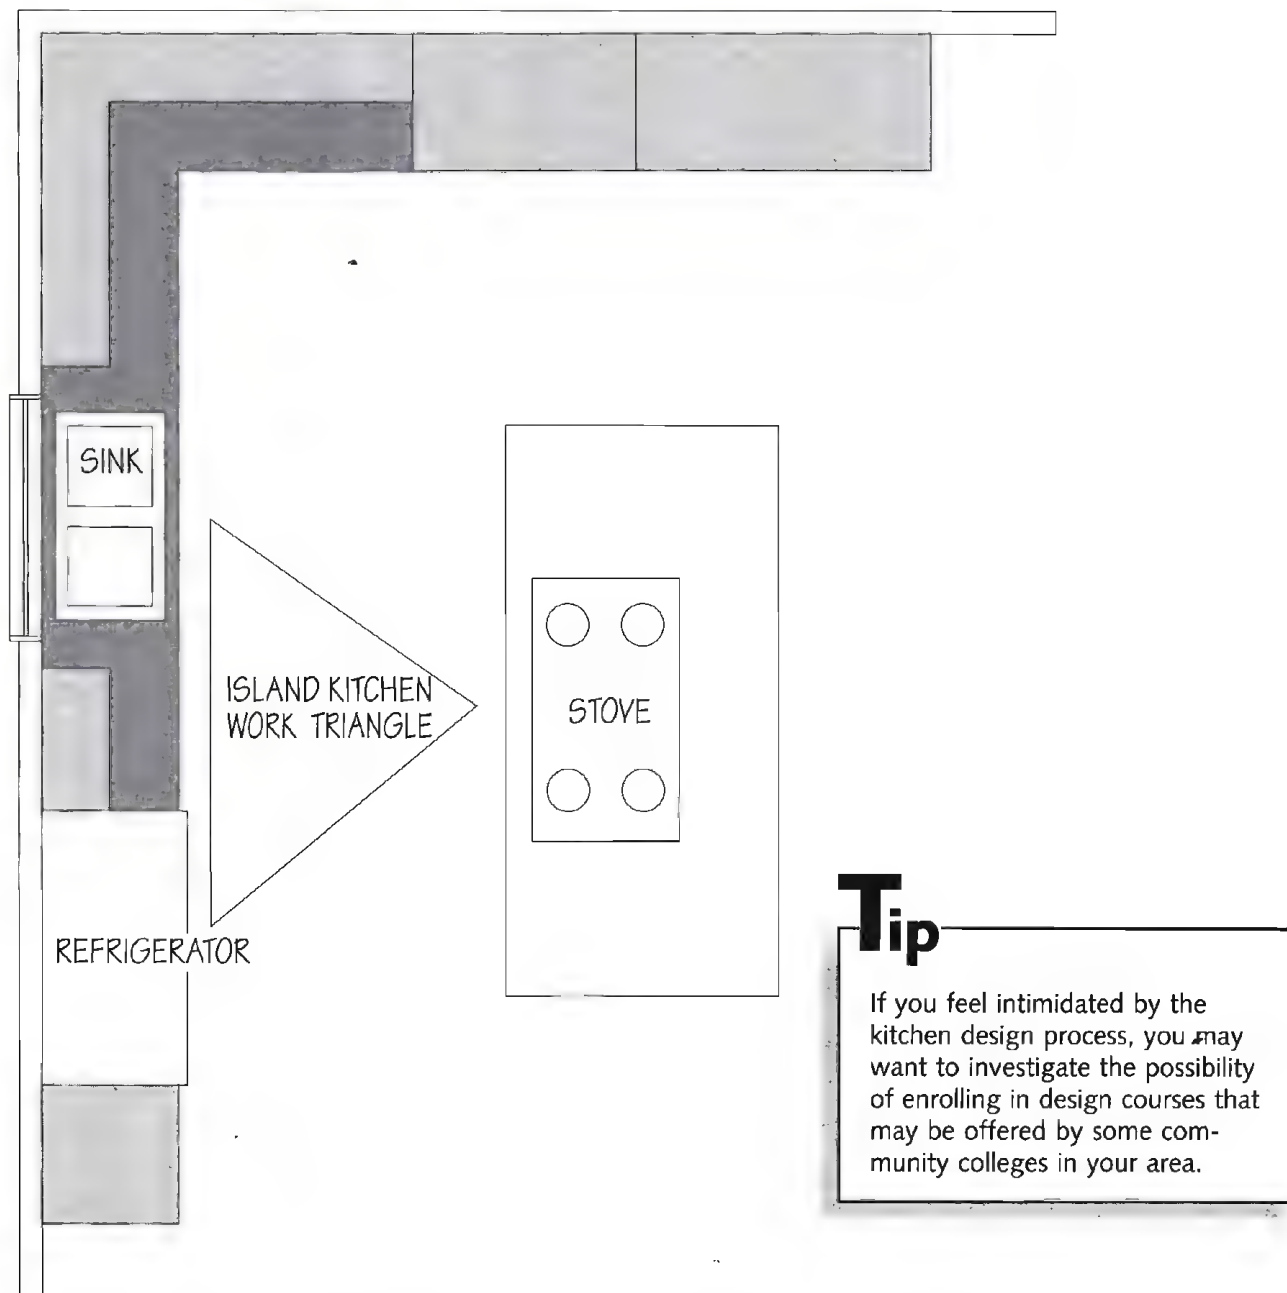 SINK
ISLAND KITCHEN
WORK TRIANGLE
STOVE
REFRIGERATOR
Tip
If you feel intimidated by the
kitchen design process, you may
want to investigate the possibility
of enrolling in design courses that
may be offered by some com-
munity colleges in your area.